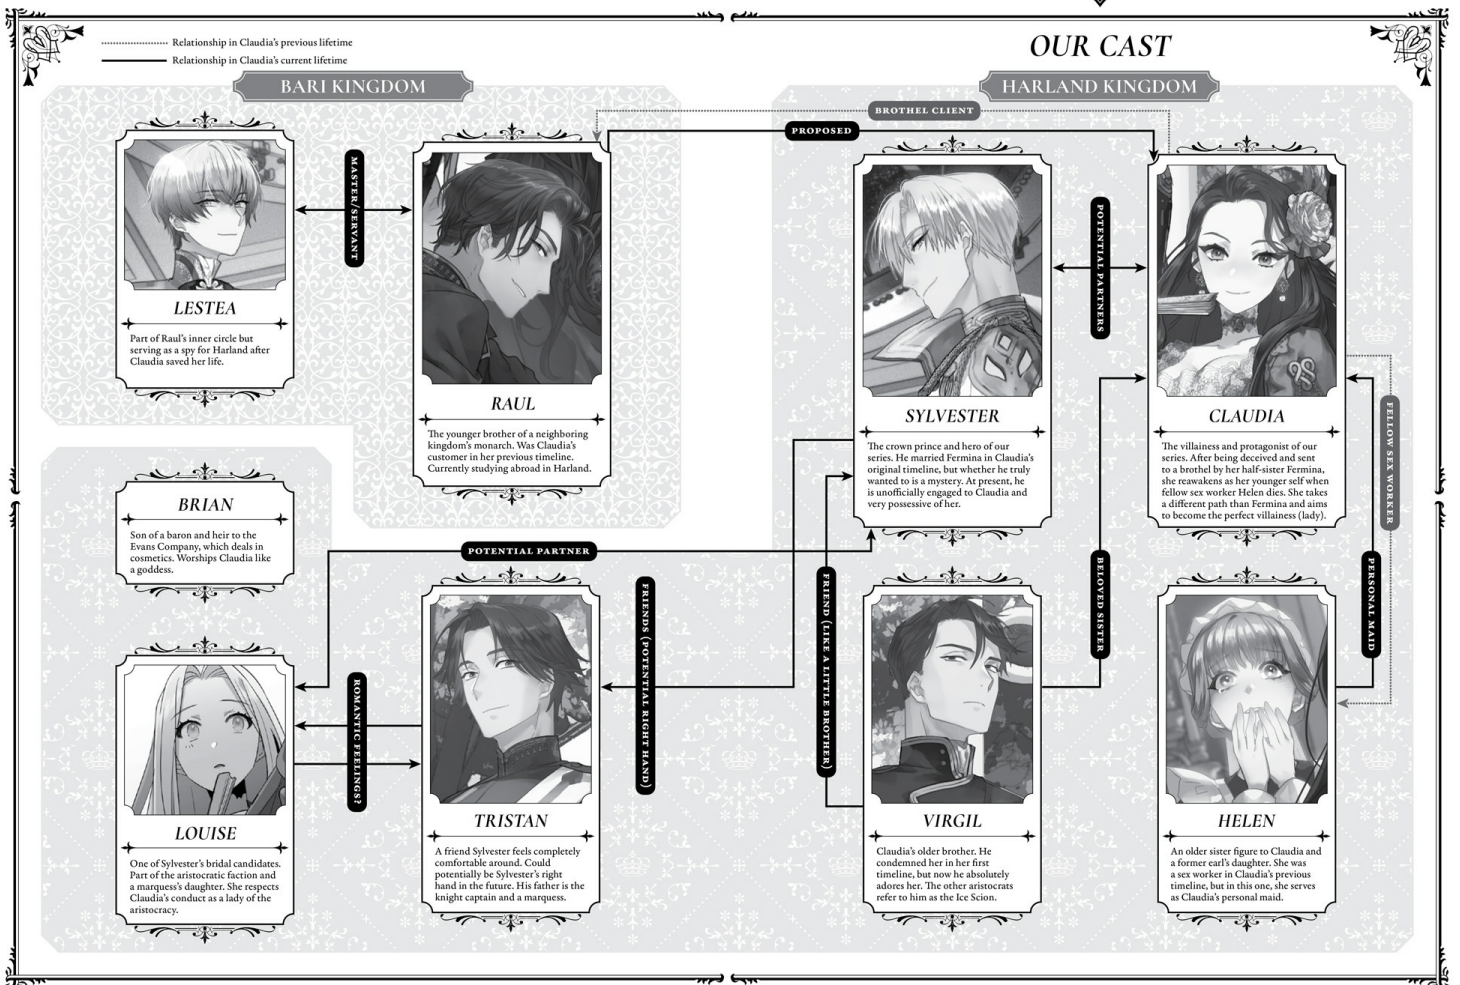 OUR CAST
Relationship in Claudia's previous lifetime
Relationship in Claudia's current lifetime
BARI KINGDOM
HARLAND KINGDOM
BROTHEL CLIENT
PROPOSED
MASTER/SERVANT
POTENTIAL PARTNERS
LESTEA
Part of Raul's inner circle but
serving as a spy for Harland after
Claudia saved her life.
RAUL
The younger brother of a neighboring
kingdom's monarch. Was Claudia's
customer in her previous timeline.
Currently studying abroad in Harland.
SYLVESTER
The crown prince and hero of our
series. He married Fermina in Claudia's
original timeline, but whether he truly
wanted to is a mystery. At present, he
is unofficially engaged to Claudia and
very possessive of her.
CLAUDIA
The villainess and protagonist of our
series. After being deceived and sent
to a brothel by her half-sister Fermina,
she reawakens as her younger self when
fellow sex worker Helen dies. She takes
a different path than Fermina and aims
to become the perfect villainess (lady).
FELLOW SEX WORKER
BRIAN
Son of a baron and heir to the
Evans Company, which deals in
cosmetics. Worships Claudia like
a goddess.
POTENTIAL PARTNER
FRIENDS (POTENTIAL RIGHT HAND)
FRIEND (LIKE A LITTLE BROTHER)
BELOVED SISTER
PERSONAL MAID
ROMANTIC FEELINGS?
LOUISE
One of Sylvester's bridal candidates.
Part of the aristocratic faction and
a marquess's daughter. She respects
Claudia's conduct as a lady of the
aristocracy.
TRISTAN
A friend Sylvester feels completely
comfortable around. Could
potentially be Sylvester's right
hand in the future. His father is the
knight captain and a marquess.
VIRGIL
Claudia's older brother. He
condemned her in her first
timeline, but now he absolutely
adores her. The other aristocrats
refer to him as the Ice Scion.
HELEN
An older sister figure to Claudia and
a former earl's daughter. She was
a sex worker in Claudia's previous
timeline, but in this one, she serves
as Claudia's personal maid.